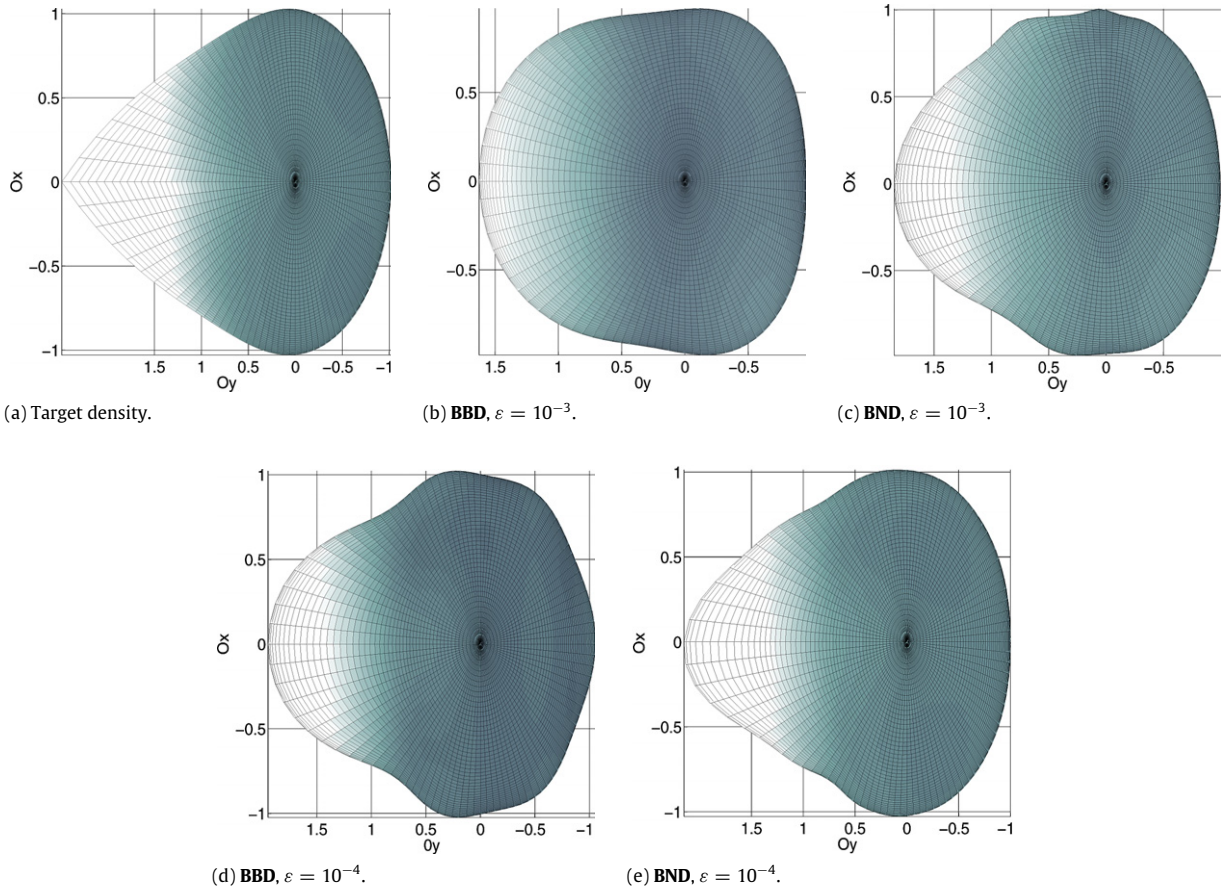 1
0.5
Ox
0
−0.5
−1
1.5 1 0.5 0 −0.5 −1
Oy
(a) Target density.
0.5
Ox
0
−0.5
1.5 1 0.5 0 −0.5
0y
(b) BBD, ε = 10⁻³.
1
0.5
Ox
0
−0.5
1.5 1 0.5 0 −0.5
Oy
(c) BND, ε = 10⁻³.
1
0.5
Ox
0
−0.5
−1
1.5 1 0.5 0 −0.5 −1
0y
(d) BBD, ε = 10⁻⁴.
1
0.5
Ox
0
−0.5
−1
1.5 1 0.5 0 −0.5 −1
Oy
(e) BND, ε = 10⁻⁴.